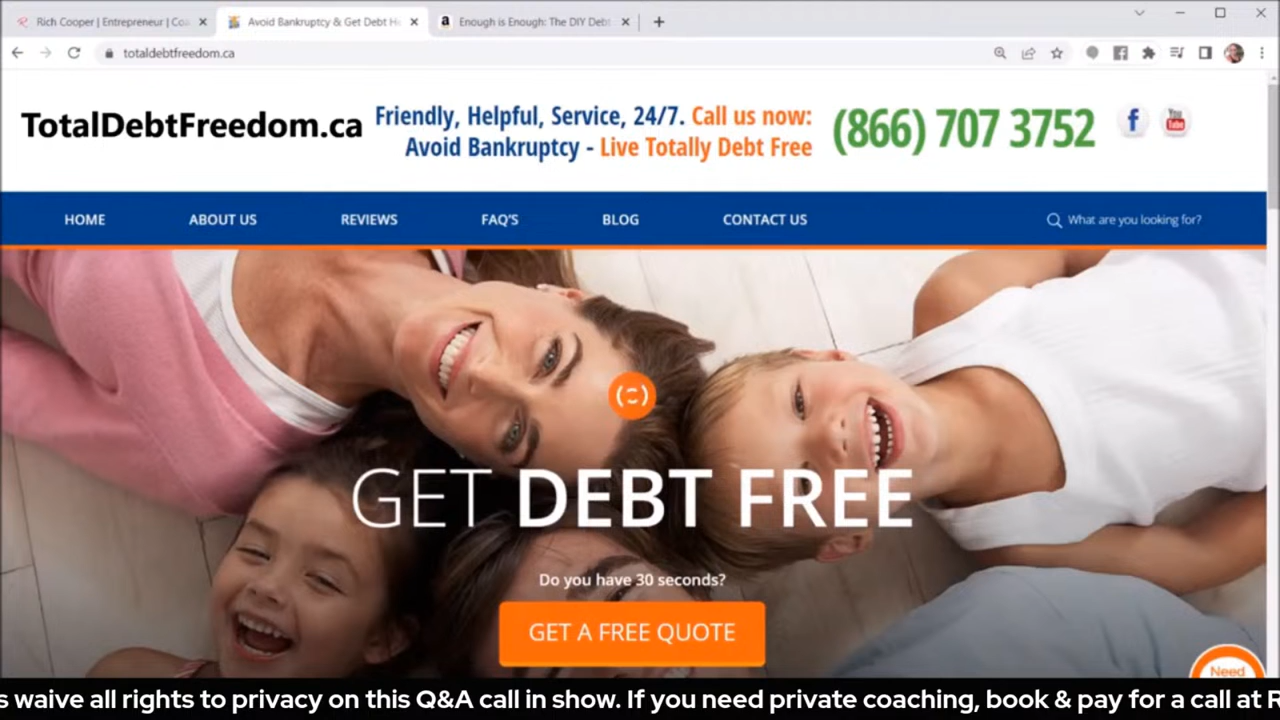 Rich Cooper | Entrepreneur | Coa
Avoid Bankruptcy & Get Debt He
Enough is Enough: The DIY Debt
totaldebtfreedom.ca
TotalDebtFreedom.ca
Friendly, Helpful, Service, 24/7. Call us now:
Avoid Bankruptcy - Live Totally Debt Free
(866) 707 3752
You
Tube
HOME
ABOUT US
REVIEWS
FAQ'S
BLOG
CONTACT US
What are you looking for?
GET DEBT FREE
Do you have 30 seconds?
GET A FREE QUOTE
Need
s waive all rights to privacy on this Q&A call in show. If you need private coaching, book & pay for a call at R